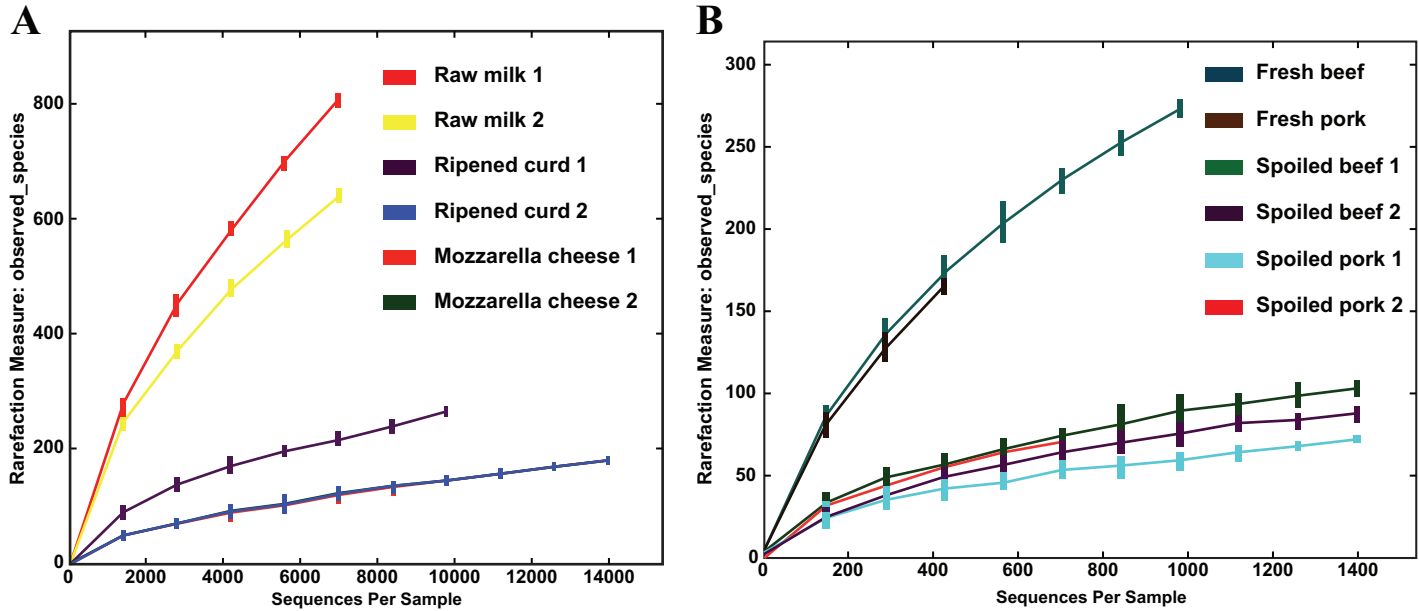 A
Rarefaction Measure: observed_species
800
600
400
200
0
0 2000 4000 6000 8000 10000 12000 14000
Sequences Per Sample
Raw milk 1
Raw milk 2
Ripened curd 1
Ripened curd 2
Mozzarella cheese 1
Mozzarella cheese 2
B
Rarefaction Measure: observed_species
300
250
200
150
100
50
0
0 200 400 600 800 1000 1200 1400
Sequences Per Sample
Fresh beef
Fresh pork
Spoiled beef 1
Spoiled beef 2
Spoiled pork 1
Spoiled pork 2